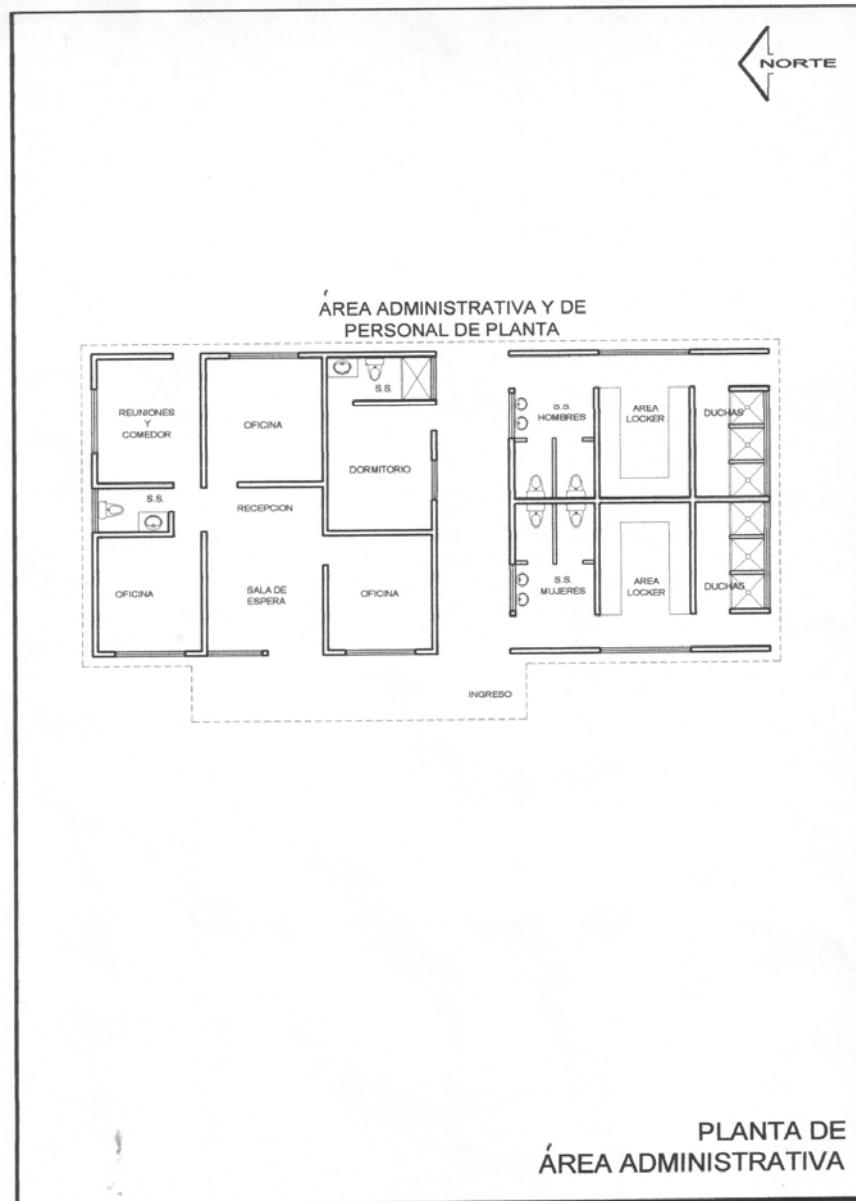 NORTE
ÁREA ADMINISTRATIVA Y DE
PERSONAL DE PLANTA
REUNIONES
Y
COMEDOR
OFICINA
S.S.
DORMITORIO
S.S.
HOMBRES
AREA
LOCKER
DUCHAS
S.S.
RECEPCION
OFICINA
SALA DE
ESPERA
OFICINA
S.S.
MUJERES
AREA
LOCKER
DUCHAS
INGRESO
PLANTA DE
ÁREA ADMINISTRATIVA